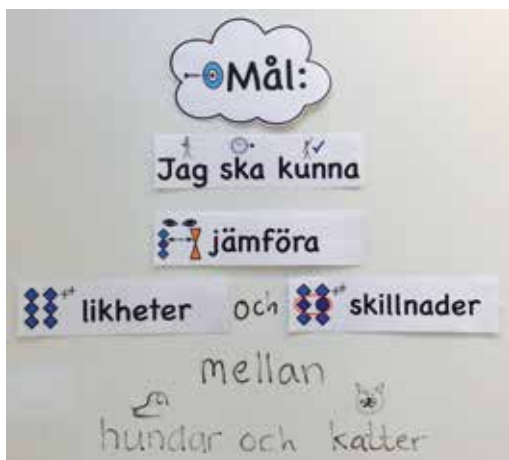 Mål:
Jag ska kunna
jämföra
likheter och skillnader
mellan
hundar och katter